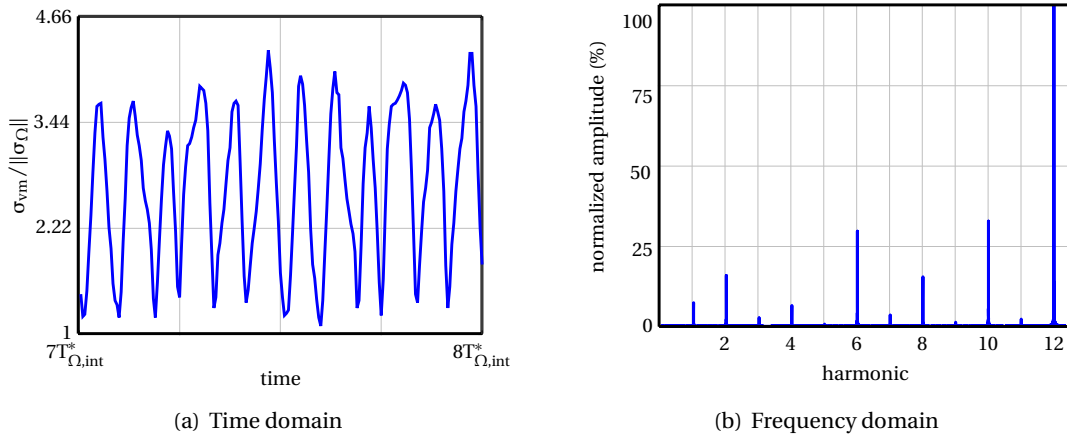 4.66
3.44
2.22
1
σvm/||σΩ||
7T*Ω,int
8T*Ω,int
time
(a) Time domain
100
75
50
25
0
normalized amplitude (%)
2 4 6 8 10 12
harmonic
(b) Frequency domain